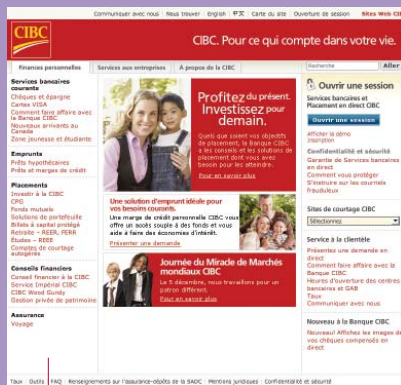 Communiquer avec nous | Nous trouver | English | 中文 | Carte du site | Ouverture de session | Sites Web CI
CIBC
CIBC. Pour ce qui compte dans votre vie.
Finances personnelles
Services aux entreprises
À propos de la CIBC
Recherche
Aller
Services bancaires
courants
Chèques et épargne
Cartes VISA
Comment faire affaire avec
la Banque CIBC
Nouveaux arrivants au
Canada
Zone jeunesse et étudiante
Emprunts
Prêts hypothécaires
Prêts et marges de crédit
Placements
Investir à la CIBC
CPG
Fonds mutuels
Solutions de portefeuille
Billets à capital protégé
Retraite – REER, FERR
Études – REEE
Comptes de courtage
autogérés
Conseils financiers
Conseil financier à la CIBC
Service Impérial CIBC
CIBC Wood Gundy
Gestion privée de patrimoine
Assurance
Voyage
Profitez du présent.
Investissez pour
demain.
Quels que soient vos objectifs
de placement, la Banque CIBC
a les conseils et les solutions de
placement dont vous avez
besoin pour les atteindre.
Pour en savoir plus
Une solution d'emprunt idéale pour
vos besoins courants.
Une marge de crédit personnelle CIBC vous
offre un accès souple à des fonds et vous
aide à faire des économies d'intérêt.
Présenter une demande
Journée du Miracle de Marchés
mondiaux CIBC
Le 5 décembre, nous travaillons pour un
patron différent.
Pour en savoir plus
Ouvrir une session
Services bancaires et
Placement en direct CIBC
Ouvrir une session
Afficher la démo
Inscription
Confidentialité et sécurité
Garantie de Services bancaires
en direct
Comment vous protéger
S'instruire sur les courriels
frauduleux
Sites de courtage CIBC
Sélectionnez
Service à la clientèle
Présentez une demande en
direct
Comment faire affaire avec la
Banque CIBC
Heures d'ouverture des centres
bancaires et GAB
Taux
Communiquer avec nous
Nouveau à la Banque CIBC
Nouveau! Affichez les images de
vos chèques compensés en
direct
Taux | Outils | FAQ | Renseignements sur l'assurance-dépôts de la SADC | Mentions juridiques | Confidentialité et sécurité